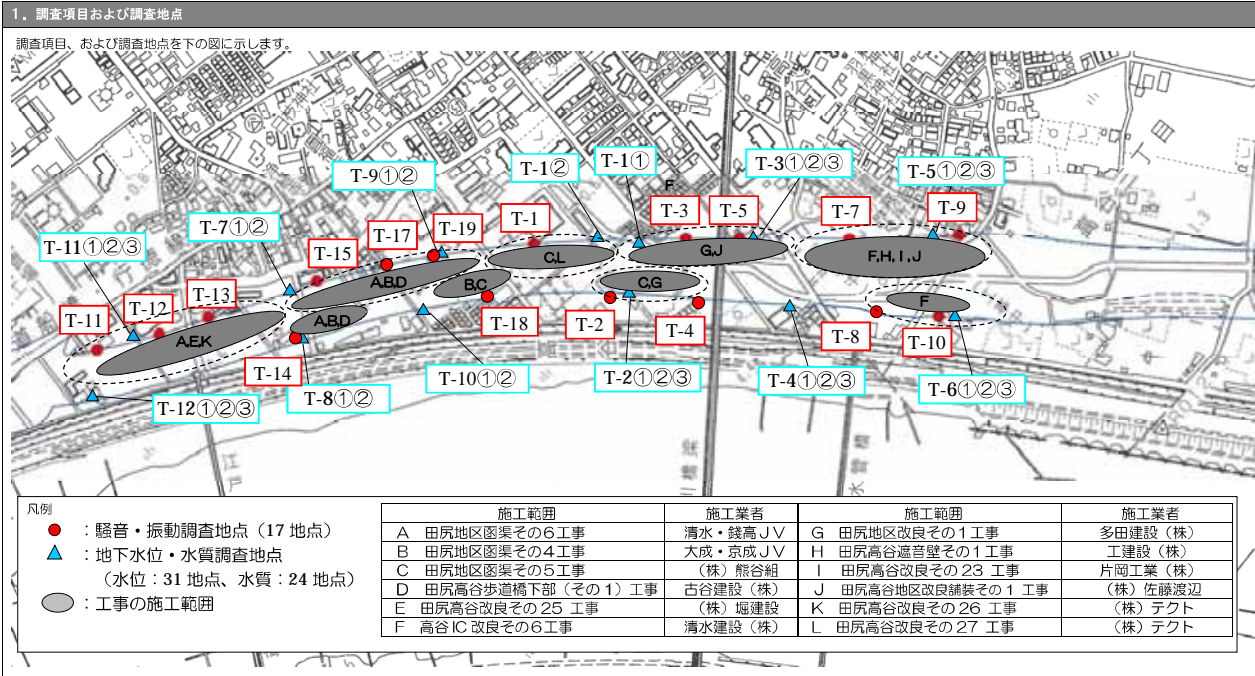 1．調査項目および調査地点
調査項目、および調査地点を下の図に示します。
T-9①②
T-1②
T-1①
T-3①②③
T-5①②③
F
T-7①②
T-17
T-19
T-1
T-3
T-5
T-7
T-9
T-11①②③
T-15
C,L
G,J
F,H,I,J
T-13
A,B,D
B,C
C,G
F
T-12
T-11
A,B,D
A,E,K
T-18
T-2
T-4
T-8
T-10
T-14
T-12①②③
T-8①②
T-10①②
T-2①②③
T-4①②③
T-6①②③
江戸
川橋梁
水管橋
凡例
：騒音・振動調査地点（17 地点）
：地下水位・水質調査地点
（水位：31 地点、水質：24 地点）
：工事の施工範囲
施工範囲 施工業者 施工範囲 施工業者
A 田尻地区函渠その6工事 清水・錢高ＪＶ G 田尻地区改良その１工事 多田建設（株）
B 田尻地区函渠その4工事 大成・京成ＪＶ H 田尻高谷遮音壁その１工事 工建設（株）
C 田尻地区函渠その5工事 （株）熊谷組 I 田尻高谷改良その23 工事 片岡工業（株）
D 田尻高谷歩道橋下部（その１）工事 古谷建設（株） J 田尻高谷地区改良舗装その１ 工事 （株）佐藤渡辺
E 田尻高谷改良その25 工事 （株）堀建設 K 田尻高谷改良その26 工事 （株）テクト
F 高谷IC改良その6工事 清水建設（株） L 田尻高谷改良その27 工事 （株）テクト